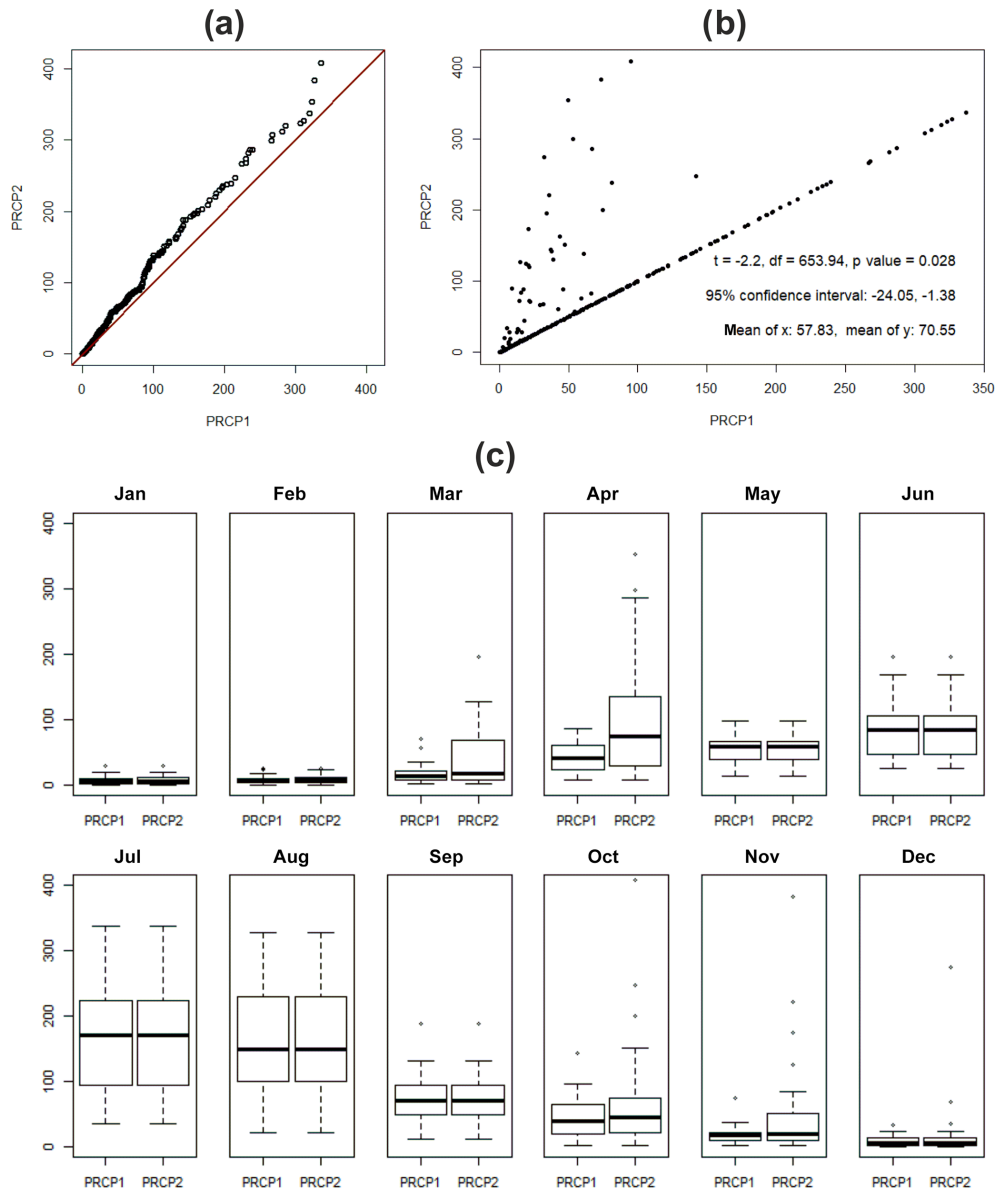 (a) (b)
400
300
200
100
0
PRCP2
0 100 200 300 400
PRCP1
400
300
200
100
0
PRCP2
t = -2.2, df = 653.94, p value = 0.028
95% confidence interval: -24.05, -1.38
Mean of x: 57.83, mean of y: 70.55
0 50 100 150 200 250 300 350
PRCP1
(c)
Jan Feb Mar Apr May Jun
400
300
200
100
0
PRCP1 PRCP2 PRCP1 PRCP2 PRCP1 PRCP2 PRCP1 PRCP2 PRCP1 PRCP2 PRCP1 PRCP2
Jul Aug Sep Oct Nov Dec
400
300
200
100
0
PRCP1 PRCP2 PRCP1 PRCP2 PRCP1 PRCP2 PRCP1 PRCP2 PRCP1 PRCP2 PRCP1 PRCP2